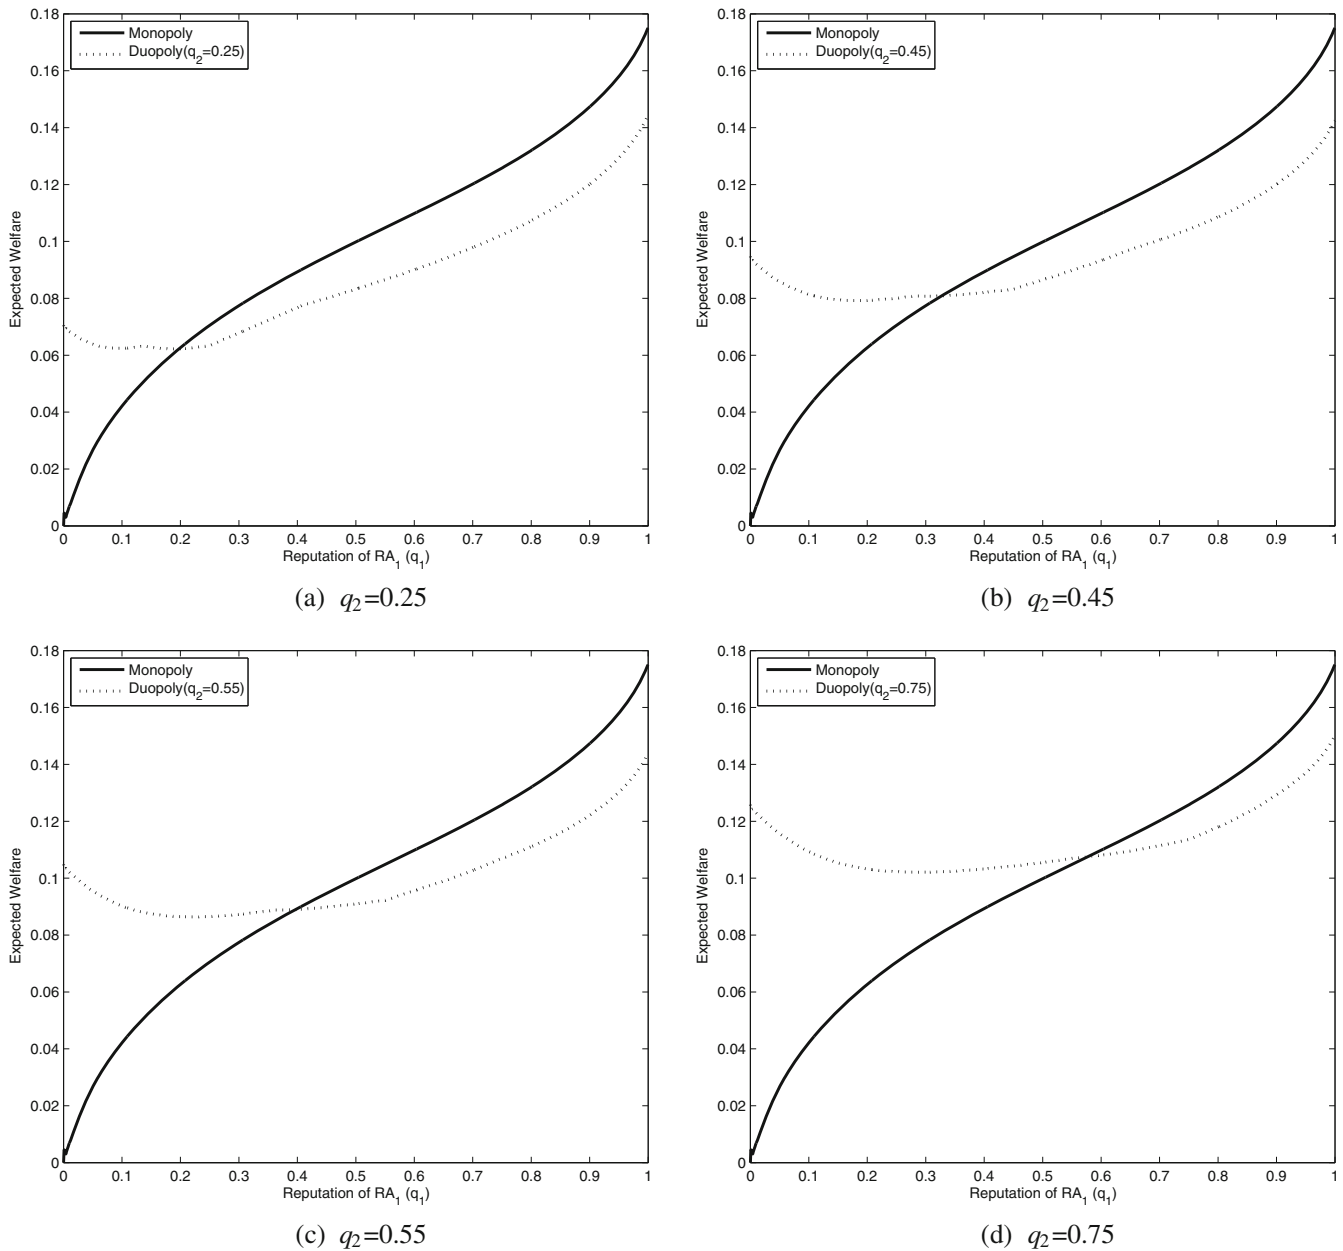 0.18
0.16
0.14
0.12
0.1
0.08
0.06
0.04
0.02
0
Expected Welfare
Monopoly
Duopoly(q2=0.25)
0 0.1 0.2 0.3 0.4 0.5 0.6 0.7 0.8 0.9 1
Reputation of RA1 (q1)
(a) q2=0.25
0.18
0.16
0.14
0.12
0.1
0.08
0.06
0.04
0.02
0
Expected Welfare
Monopoly
Duopoly(q2=0.45)
0 0.1 0.2 0.3 0.4 0.5 0.6 0.7 0.8 0.9 1
Reputation of RA1 (q1)
(b) q2=0.45
0.18
0.16
0.14
0.12
0.1
0.08
0.06
0.04
0.02
0
Expected Welfare
Monopoly
Duopoly(q2=0.55)
0 0.1 0.2 0.3 0.4 0.5 0.6 0.7 0.8 0.9 1
Reputation of RA1 (q1)
(c) q2=0.55
0.18
0.16
0.14
0.12
0.1
0.08
0.06
0.04
0.02
0
Expected Welfare
Monopoly
Duopoly(q2=0.75)
0 0.1 0.2 0.3 0.4 0.5 0.6 0.7 0.8 0.9 1
Reputation of RA1 (q1)
(d) q2=0.75